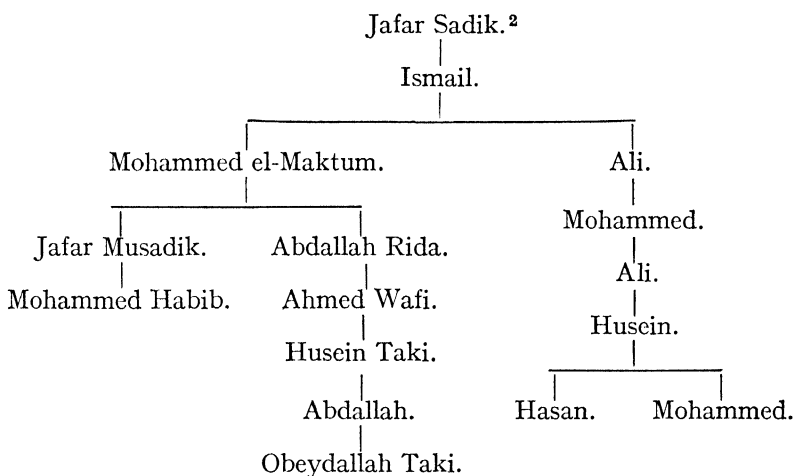 Jafar Sadik.²
Ismail.
Mohammed el-Maktum. Ali.
Mohammed.
Jafar Musadik. Abdallah Rida.
Ali.
Mohammed Habib. Ahmed Wafi.
Husein.
Husein Taki.
Abdallah. Hasan. Mohammed.
Obeydallah Taki.